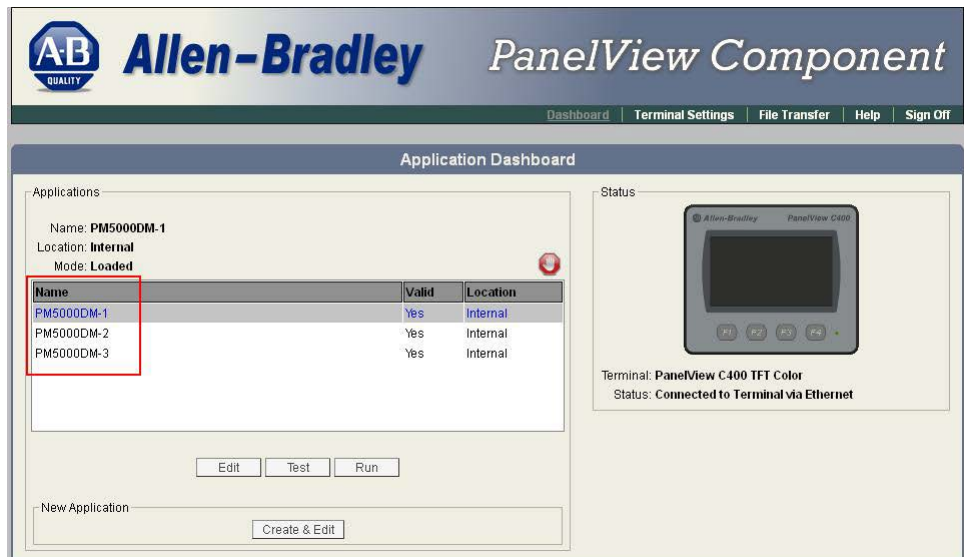 A·B
QUALITY
Allen-Bradley
PanelView Component
Dashboard Terminal Settings File Transfer Help Sign Off
Application Dashboard
Applications
Name: PM5000DM-1
Location: Internal
Mode: Loaded
Name Valid Location
PM5000DM-1 Yes Internal
PM5000DM-2 Yes Internal
PM5000DM-3 Yes Internal
Edit Test Run
New Application
Create & Edit
Status
Allen-Bradley PanelView C400
F1 F2 F3 F4
Terminal: PanelView C400 TFT Color
Status: Connected to Terminal via Ethernet